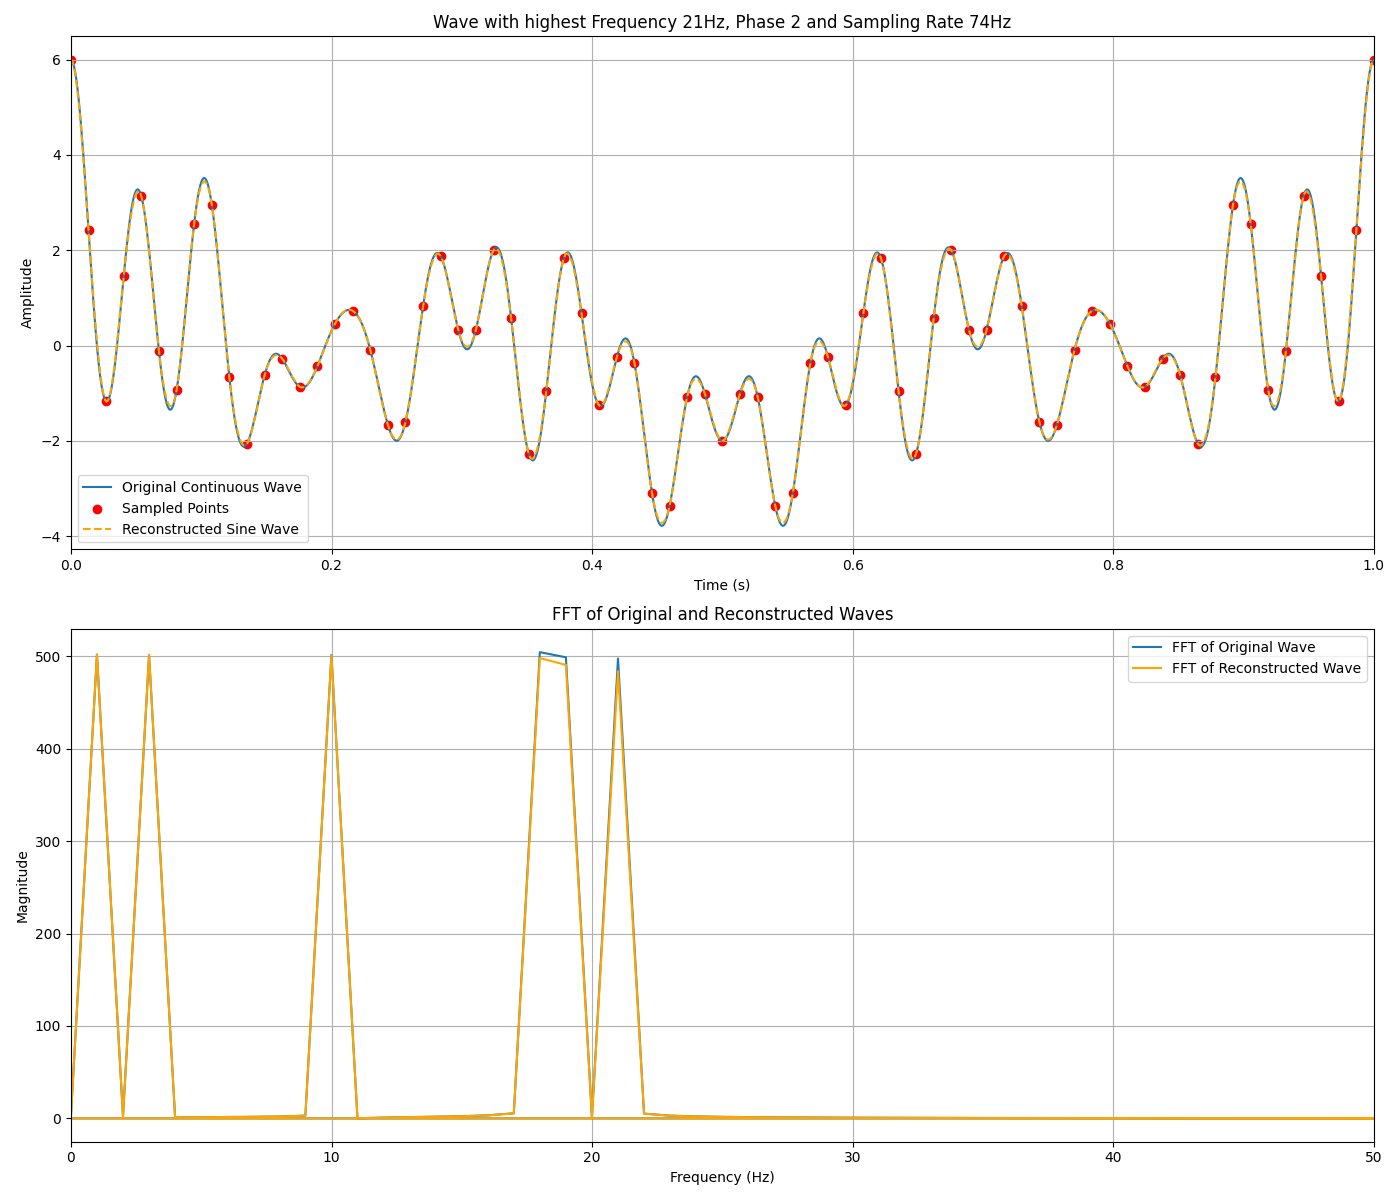 Wave with highest Frequency 21Hz, Phase 2 and Sampling Rate 74Hz
Amplitude
6
4
2
0
−2
−4
Original Continuous Wave
Sampled Points
Reconstructed Sine Wave
0.0 0.2 0.4 0.6 0.8 1.0
Time (s)
FFT of Original and Reconstructed Waves
Magnitude
500
400
300
200
100
0
FFT of Original Wave
FFT of Reconstructed Wave
0 10 20 30 40 50
Frequency (Hz)